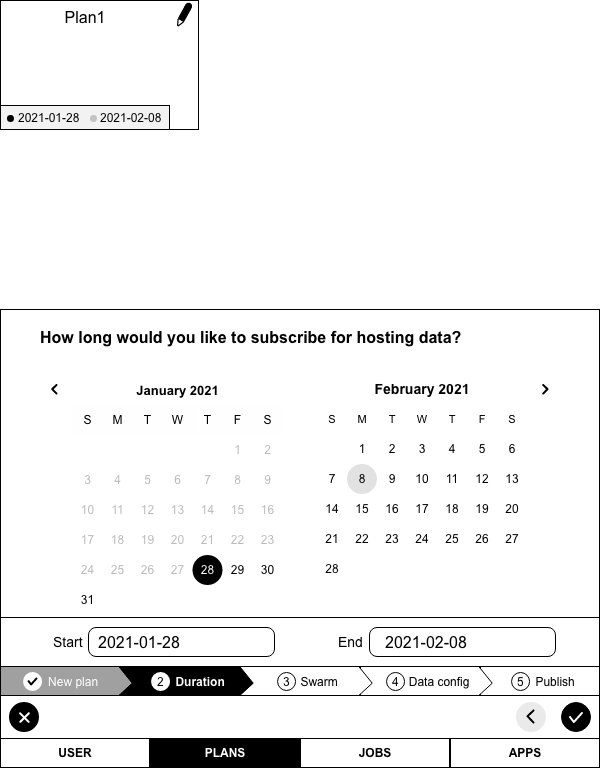 Plan1
2021-01-28 2021-02-08
How long would you like to subscribe for hosting data?
January 2021 February 2021
S M T W T F S S M T W T F S
1 2 1 2 3 4 5 6
3 4 5 6 7 8 9 7 8 9 10 11 12 13
10 11 12 13 14 15 16 14 15 16 17 18 19 20
17 18 19 20 21 22 23 21 22 23 24 25 26 27
24 25 26 27 28 29 30 28
31
Start 2021-01-28 End 2021-02-08
New plan 2 Duration 3 Swarm 4 Data config 5 Publish
USER PLANS JOBS APPS